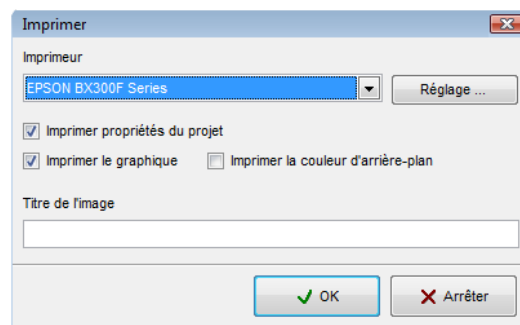 Imprimer
Imprimeur
EPSON BX300F Series
Réglage ...
Imprimer propriétés du projet
Imprimer le graphique Imprimer la couleur d'arrière-plan
Titre de l'image
OK Arrêter